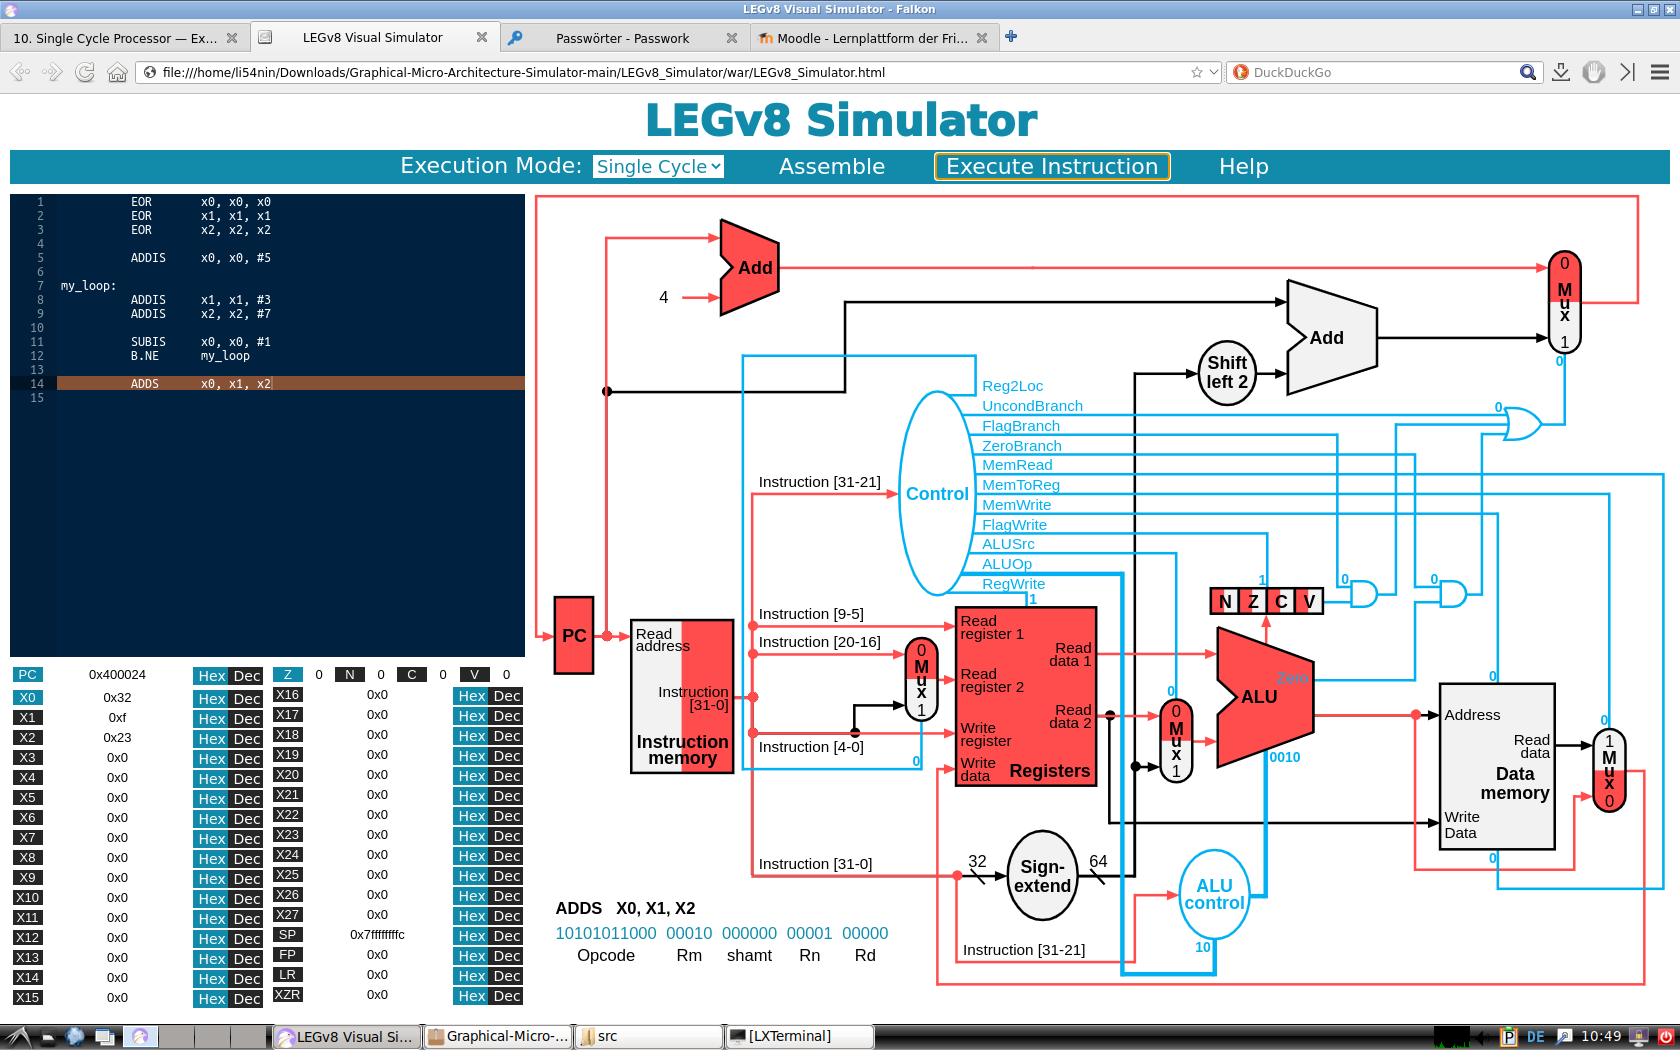 LEGv8 Visual Simulator - Falkon
10. Single Cycle Processor — Ex...
LEGv8 Visual Simulator
Passwörter - Passwork
Moodle - Lernplattform der Fri...
file:///home/li54nin/Downloads/Graphical-Micro-Architecture-Simulator-main/LEGv8_Simulator/war/LEGv8_Simulator.html
DuckDuckGo
LEGv8 Simulator
Execution Mode: Single Cycle Assemble Execute Instruction Help
1 EOR x0, x0, x0
2 EOR x1, x1, x1
3 EOR x2, x2, x2
4
5 ADDIS x0, x0, #5
6
7 my_loop:
8 ADDIS x1, x1, #3
9 ADDIS x2, x2, #7
10
11 SUBIS x0, x0, #1
12 B.NE my_loop
13
14 ADDS x0, x1, x2
15
PC 0x400024 Hex Dec Z 0 N 0 C 0 V 0
X0 0x32 Hex Dec X16 0x0 Hex Dec
X1 0xf Hex Dec X17 0x0 Hex Dec
X2 0x23 Hex Dec X18 0x0 Hex Dec
X3 0x0 Hex Dec X19 0x0 Hex Dec
X4 0x0 Hex Dec X20 0x0 Hex Dec
X5 0x0 Hex Dec X21 0x0 Hex Dec
X6 0x0 Hex Dec X22 0x0 Hex Dec
X7 0x0 Hex Dec X23 0x0 Hex Dec
X8 0x0 Hex Dec X24 0x0 Hex Dec
X9 0x0 Hex Dec X25 0x0 Hex Dec
X10 0x0 Hex Dec X26 0x0 Hex Dec
X11 0x0 Hex Dec X27 0x0 Hex Dec
X12 0x0 Hex Dec SP 0x7ffffffffc Hex Dec
X13 0x0 Hex Dec FP 0x0 Hex Dec
X14 0x0 Hex Dec LR 0x0 Hex Dec
X15 0x0 Hex Dec XZR 0x0 Hex Dec
Add
4
Add
Shift
left 2
0
M
u
x
1
0
Reg2Loc
UncondBranch
FlagBranch
ZeroBranch
MemRead
MemToReg
MemWrite
FlagWrite
ALUSrc
ALUOp
RegWrite
Control
0
0
0
1
1
N Z C V
Instruction [31-21]
Instruction [9-5]
Instruction [20-16]
Instruction [4-0]
Instruction [31-0]
PC
Read
address
Instruction
[31-0]
Instruction
memory
0
M
u
x
1
0
Read
register 1
Read
register 2
Write
register
Write
data
Read
data 1
Read
data 2
Registers
0
0
M
u
x
1
Zero
ALU
0010
0
Address
Read
data
Data
memory
Write
Data
0
0
1
M
u
x
0
32
Sign-
extend
64
ALU
control
10
Instruction [31-21]
ADDS X0, X1, X2
10101011000 00010 000000 00001 00000
Opcode Rm shamt Rn Rd
LEGv8 Visual Si...
Graphical-Micro-...
src
[LXTerminal]
P
DE
10:49